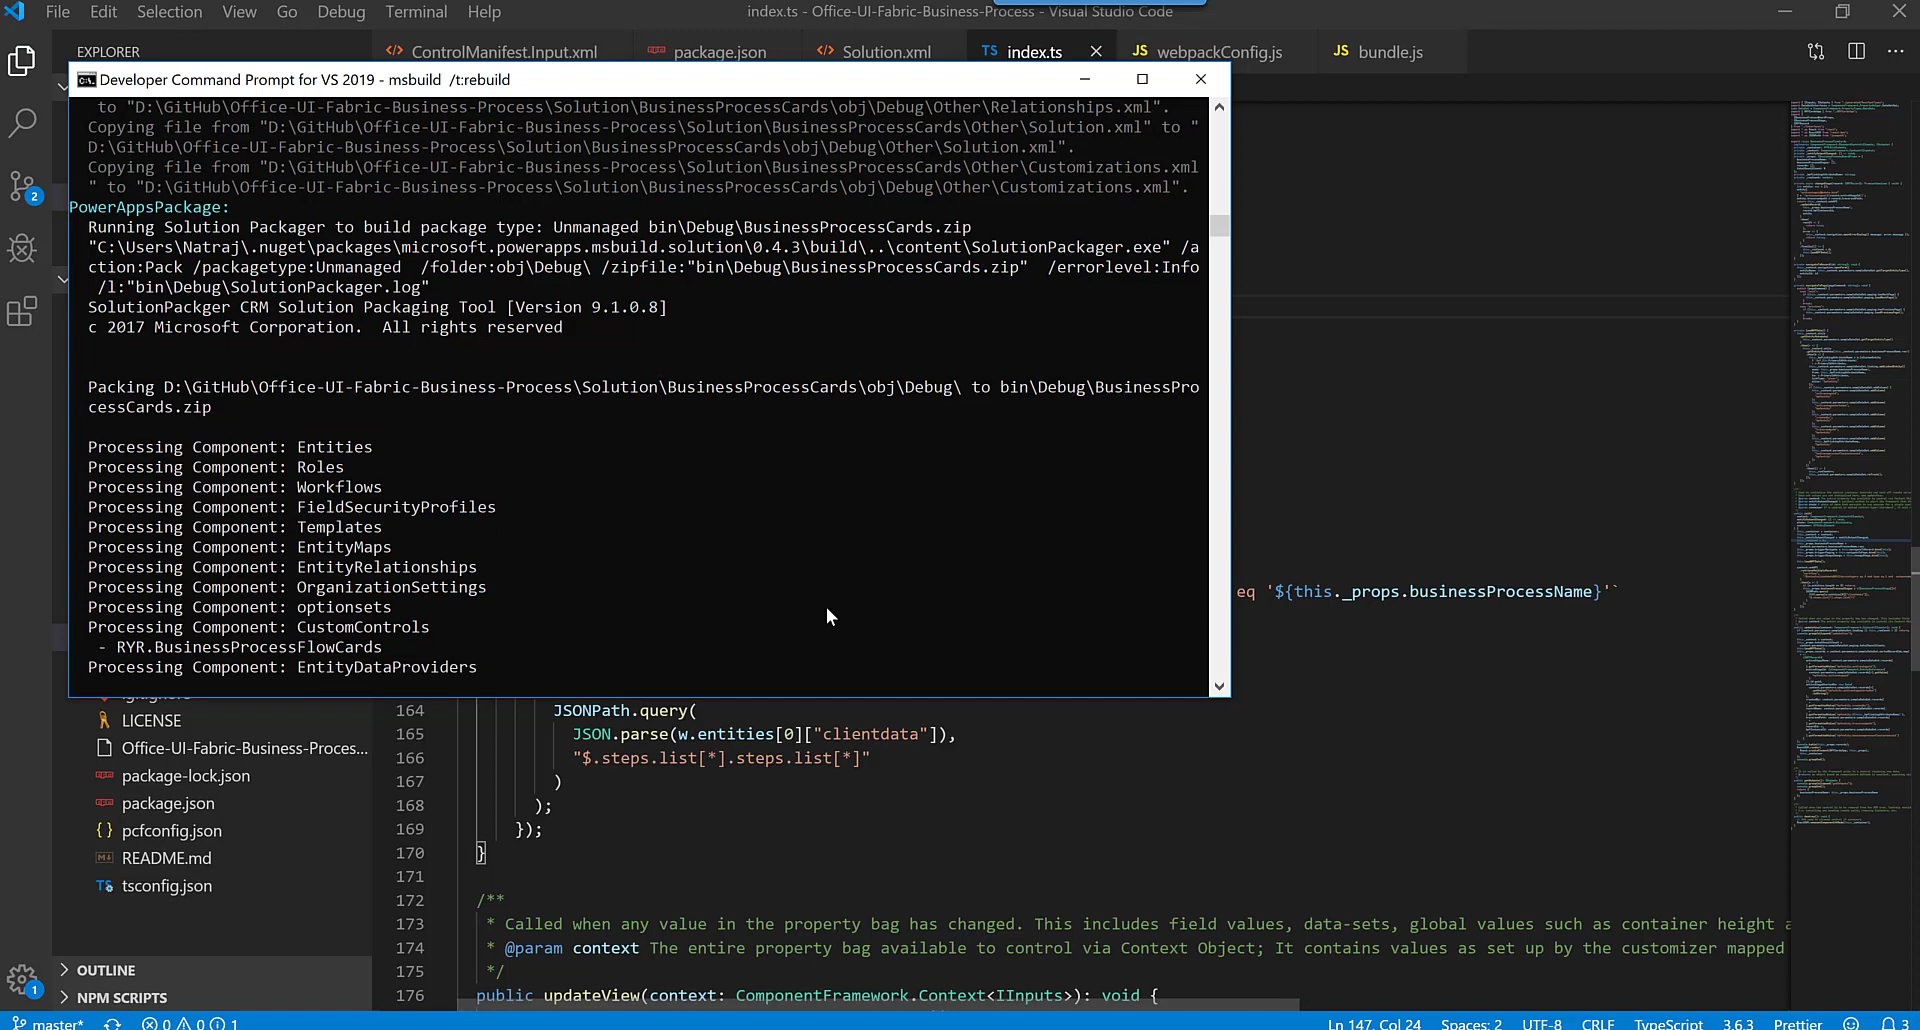 File Edit Selection View Go Debug Terminal Help
index.ts - Office-UI-Fabric-Business-Process - Visual Studio Code
EXPLORER
ControlManifest.Input.xml
package.json
Solution.xml
TS index.ts
JS webpackConfig.js
JS bundle.js
Developer Command Prompt for VS 2019 - msbuild /t:rebuild
to "D:\GitHub\Office-UI-Fabric-Business-Process\Solution\BusinessProcessCards\obj\Debug\Other\Relationships.xml".
Copying file from "D:\GitHub\Office-UI-Fabric-Business-Process\Solution\BusinessProcessCards\Other\Solution.xml" to "
D:\GitHub\Office-UI-Fabric-Business-Process\Solution\BusinessProcessCards\obj\Debug\Other\Solution.xml".
Copying file from "D:\GitHub\Office-UI-Fabric-Business-Process\Solution\BusinessProcessCards\Other\Customizations.xml
" to "D:\GitHub\Office-UI-Fabric-Business-Process\Solution\BusinessProcessCards\obj\Debug\Other\Customizations.xml".
PowerAppsPackage:
Running Solution Packager to build package type: Unmanaged bin\Debug\BusinessProcessCards.zip
"C:\Users\Natraj\.nuget\packages\microsoft.powerapps.msbuild.solution\0.4.3\build\..\content\SolutionPackager.exe" /a
ction:Pack /packagetype:Unmanaged /folder:obj\Debug\ /zipfile:"bin\Debug\BusinessProcessCards.zip" /errorlevel:Info
/l:"bin\Debug\SolutionPackager.log"
SolutionPackger CRM Solution Packaging Tool [Version 9.1.0.8]
c 2017 Microsoft Corporation. All rights reserved
Packing D:\GitHub\Office-UI-Fabric-Business-Process\Solution\BusinessProcessCards\obj\Debug\ to bin\Debug\BusinessPro
cessCards.zip
Processing Component: Entities
Processing Component: Roles
Processing Component: Workflows
Processing Component: FieldSecurityProfiles
Processing Component: Templates
Processing Component: EntityMaps
Processing Component: EntityRelationships
Processing Component: OrganizationSettings
Processing Component: optionsets
Processing Component: CustomControls
- RYR.BusinessProcessFlowCards
Processing Component: EntityDataProviders
eq '${this._props.businessProcessName}'`
LICENSE
Office-UI-Fabric-Business-Proces...
package-lock.json
package.json
{} pcfconfig.json
README.md
TS tsconfig.json
OUTLINE
NPM SCRIPTS
2
1
164 JSONPath.query(
165 JSON.parse(w.entities[0]["clientdata"]),
166 "$.steps.list[*].steps.list[*]"
167 )
168 );
169 });
170 }
171
172 /**
173 * Called when any value in the property bag has changed. This includes field values, data-sets, global values such as container height a
174 * @param context The entire property bag available to control via Context Object; It contains values as set up by the customizer mapped
175 */
176 public updateView(context: ComponentFramework.Context<IInputs>): void {
master* 0 0 1
Ln 147, Col 24 Spaces: 2 UTF-8 CRLF TypeScript 3.6.3 Prettier 3